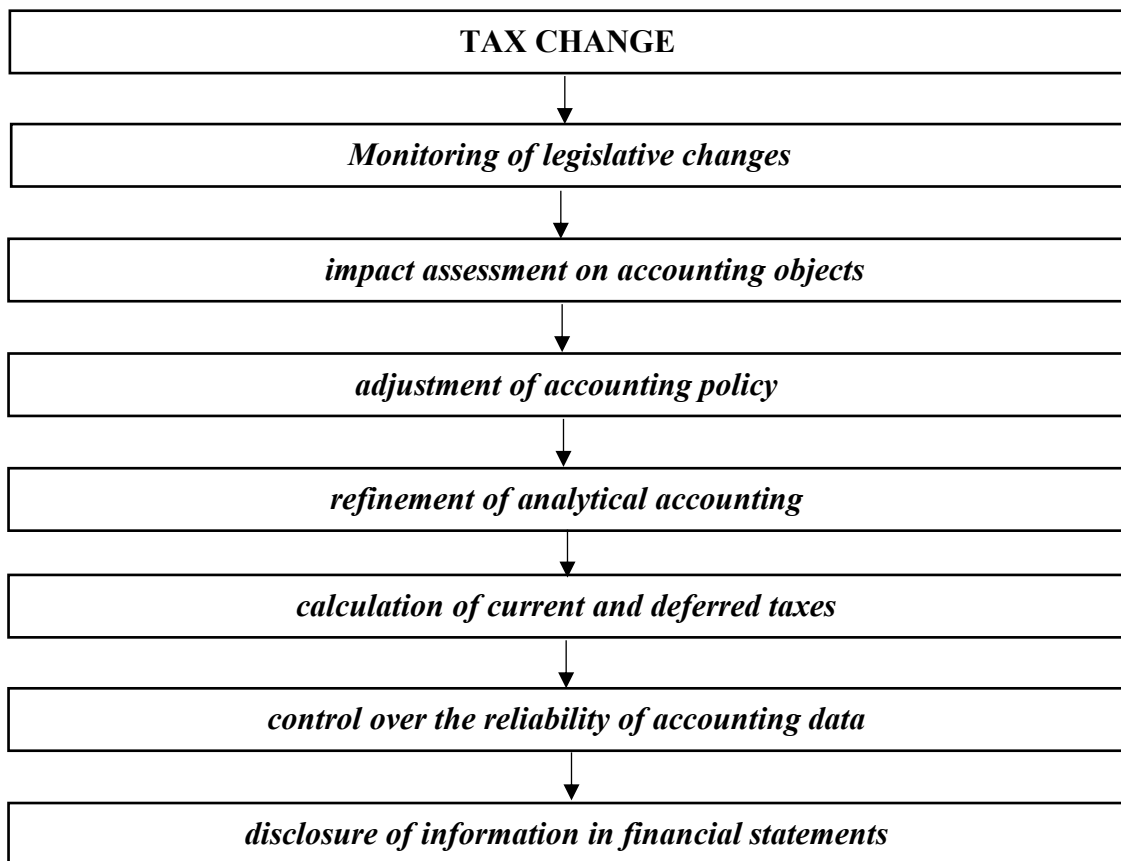 TAX CHANGE
Monitoring of legislative changes
impact assessment on accounting objects
adjustment of accounting policy
refinement of analytical accounting
calculation of current and deferred taxes
control over the reliability of accounting data
disclosure of information in financial statements